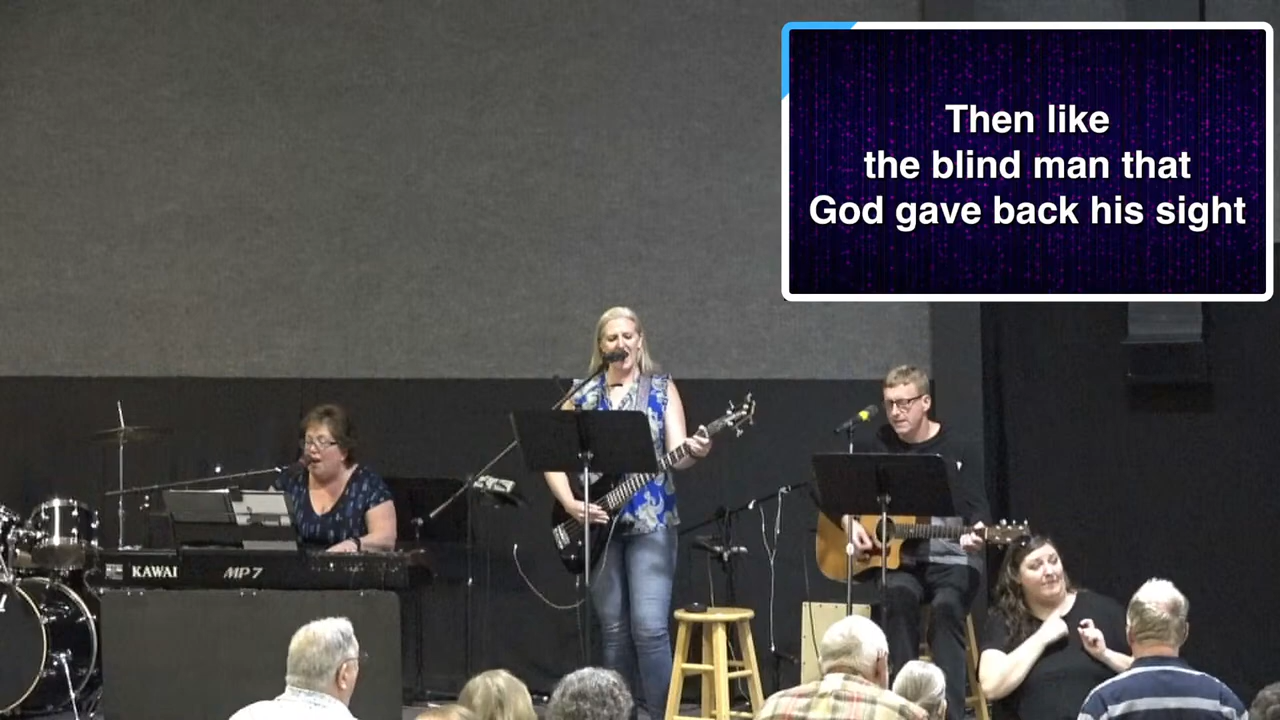 Then like
the blind man that
God gave back his sight
KAWAI
MP7